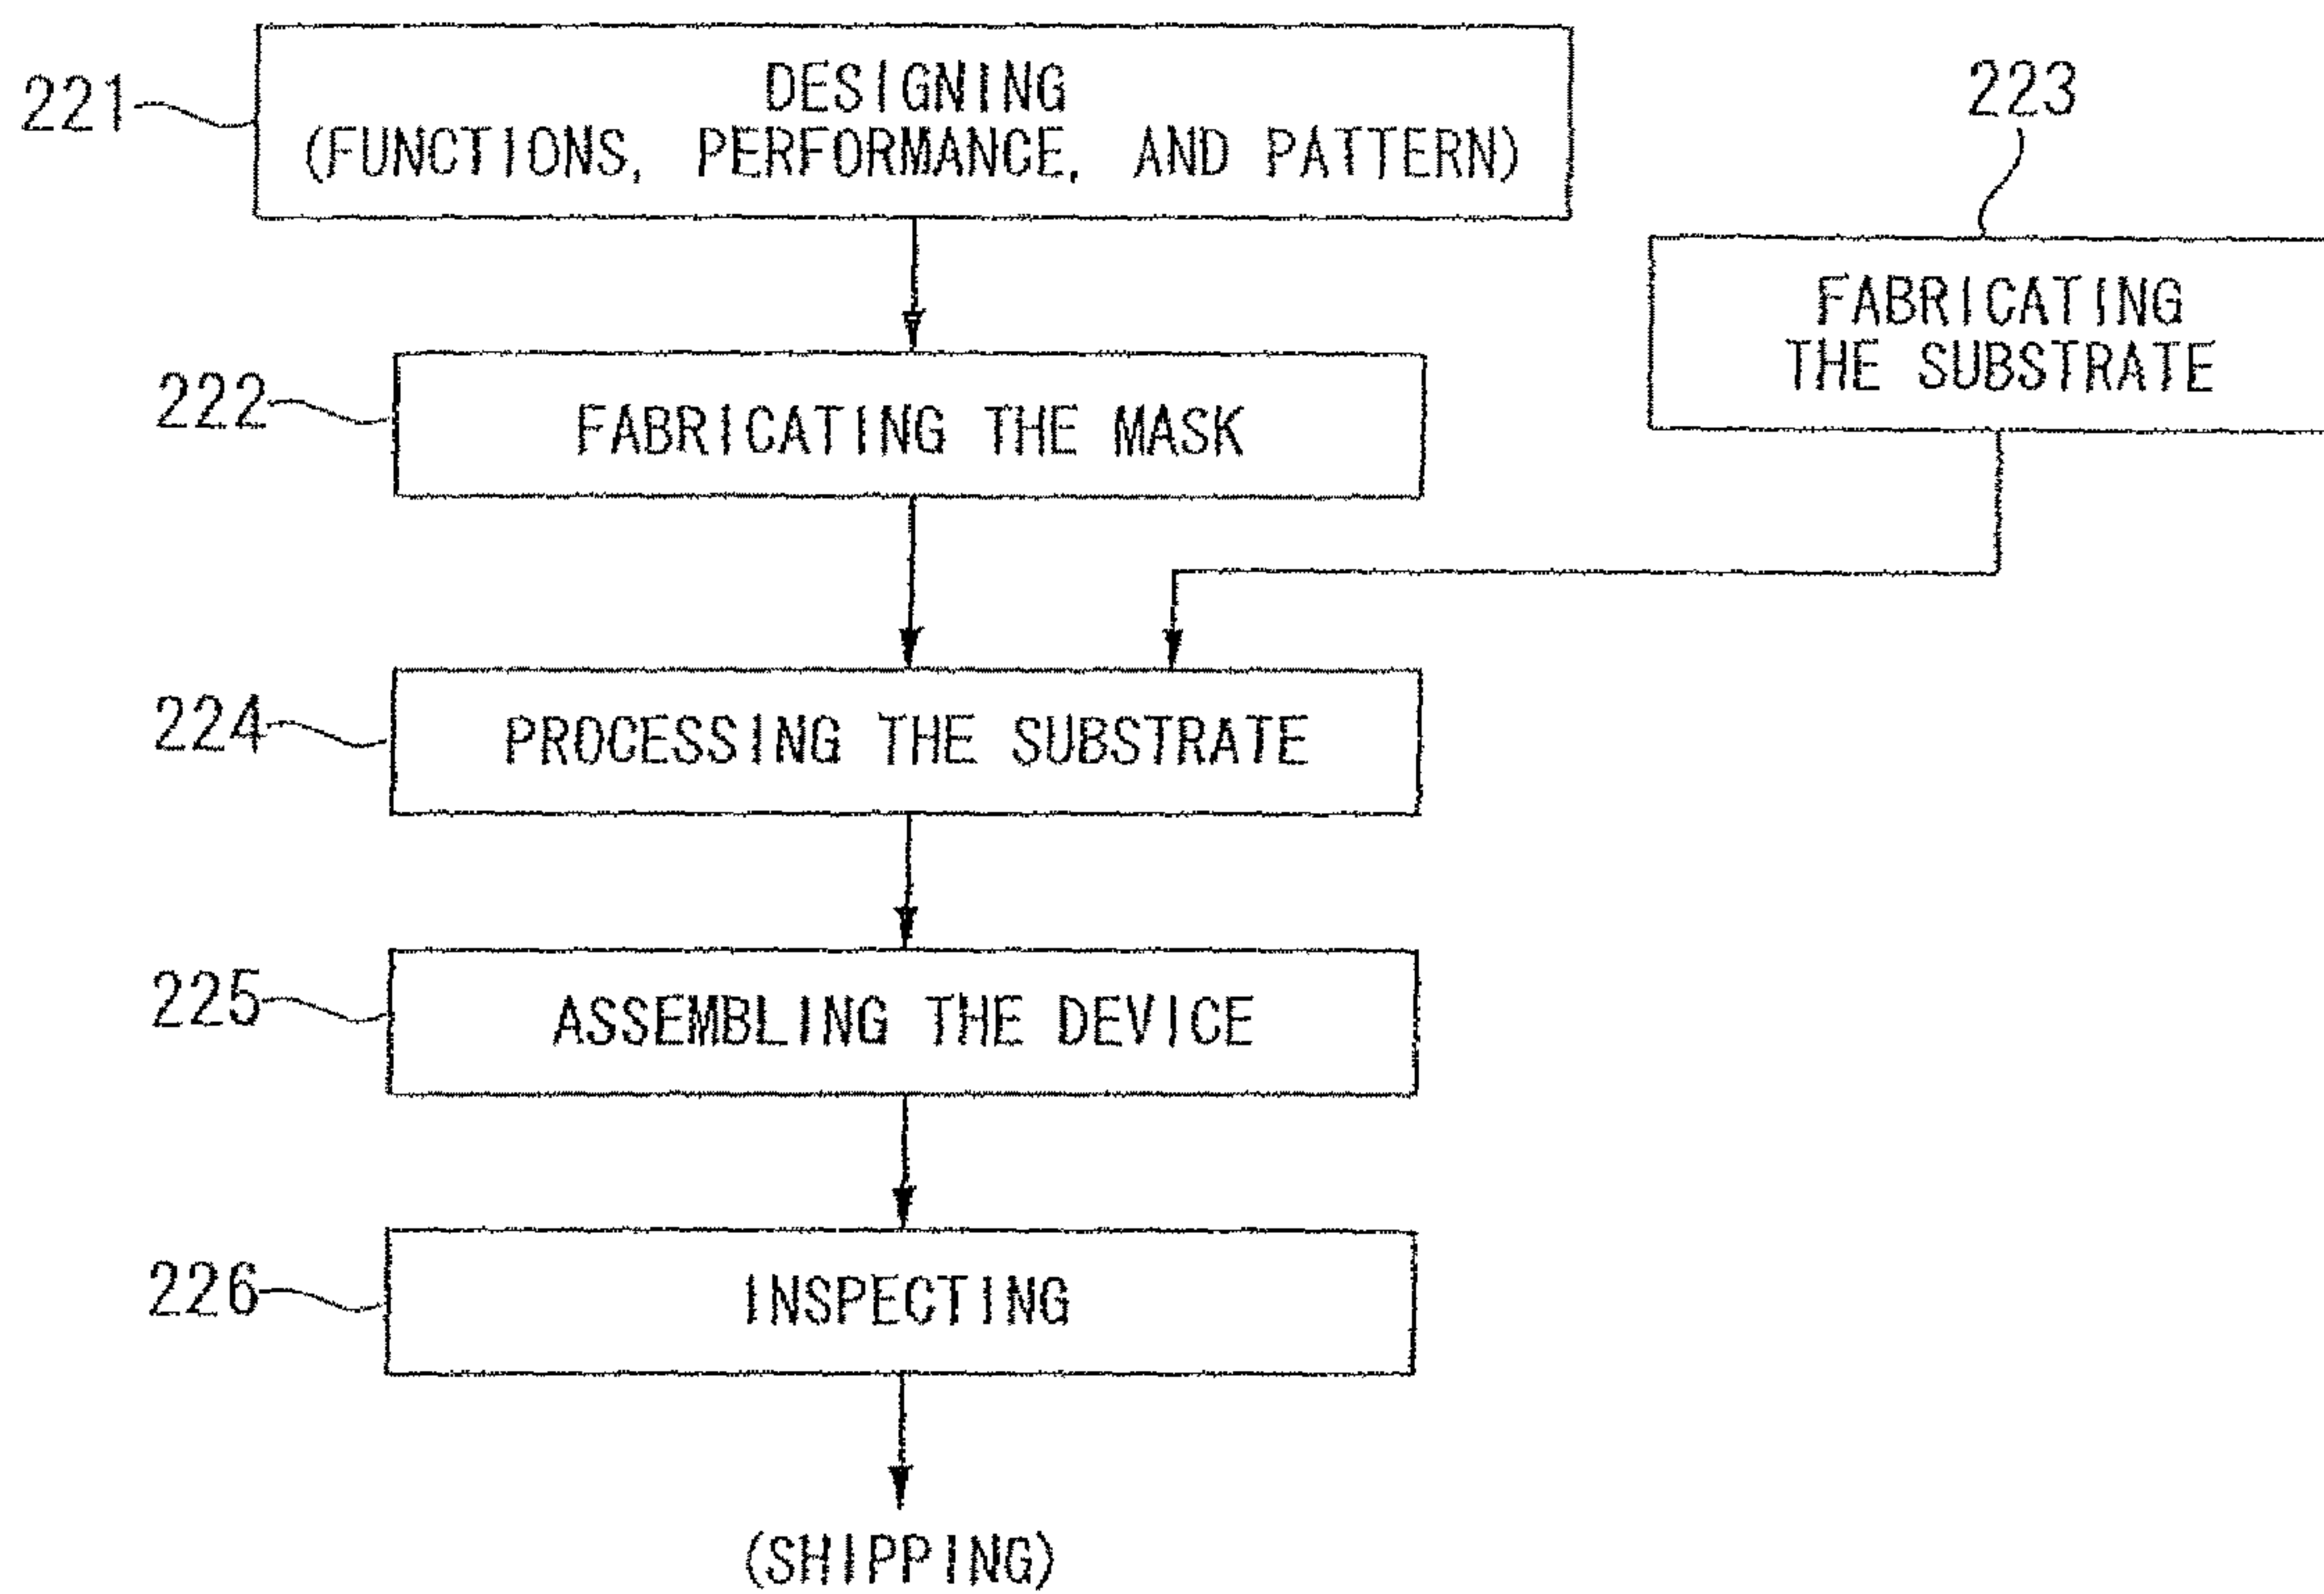 221
DESIGNING
(FUNCTIONS, PERFORMANCE, AND PATTERN)
223
FABRICATING
THE SUBSTRATE
222
FABRICATING THE MASK
224
PROCESSING THE SUBSTRATE
225
ASSEMBLING THE DEVICE
226
INSPECTING
(SHIPPING)